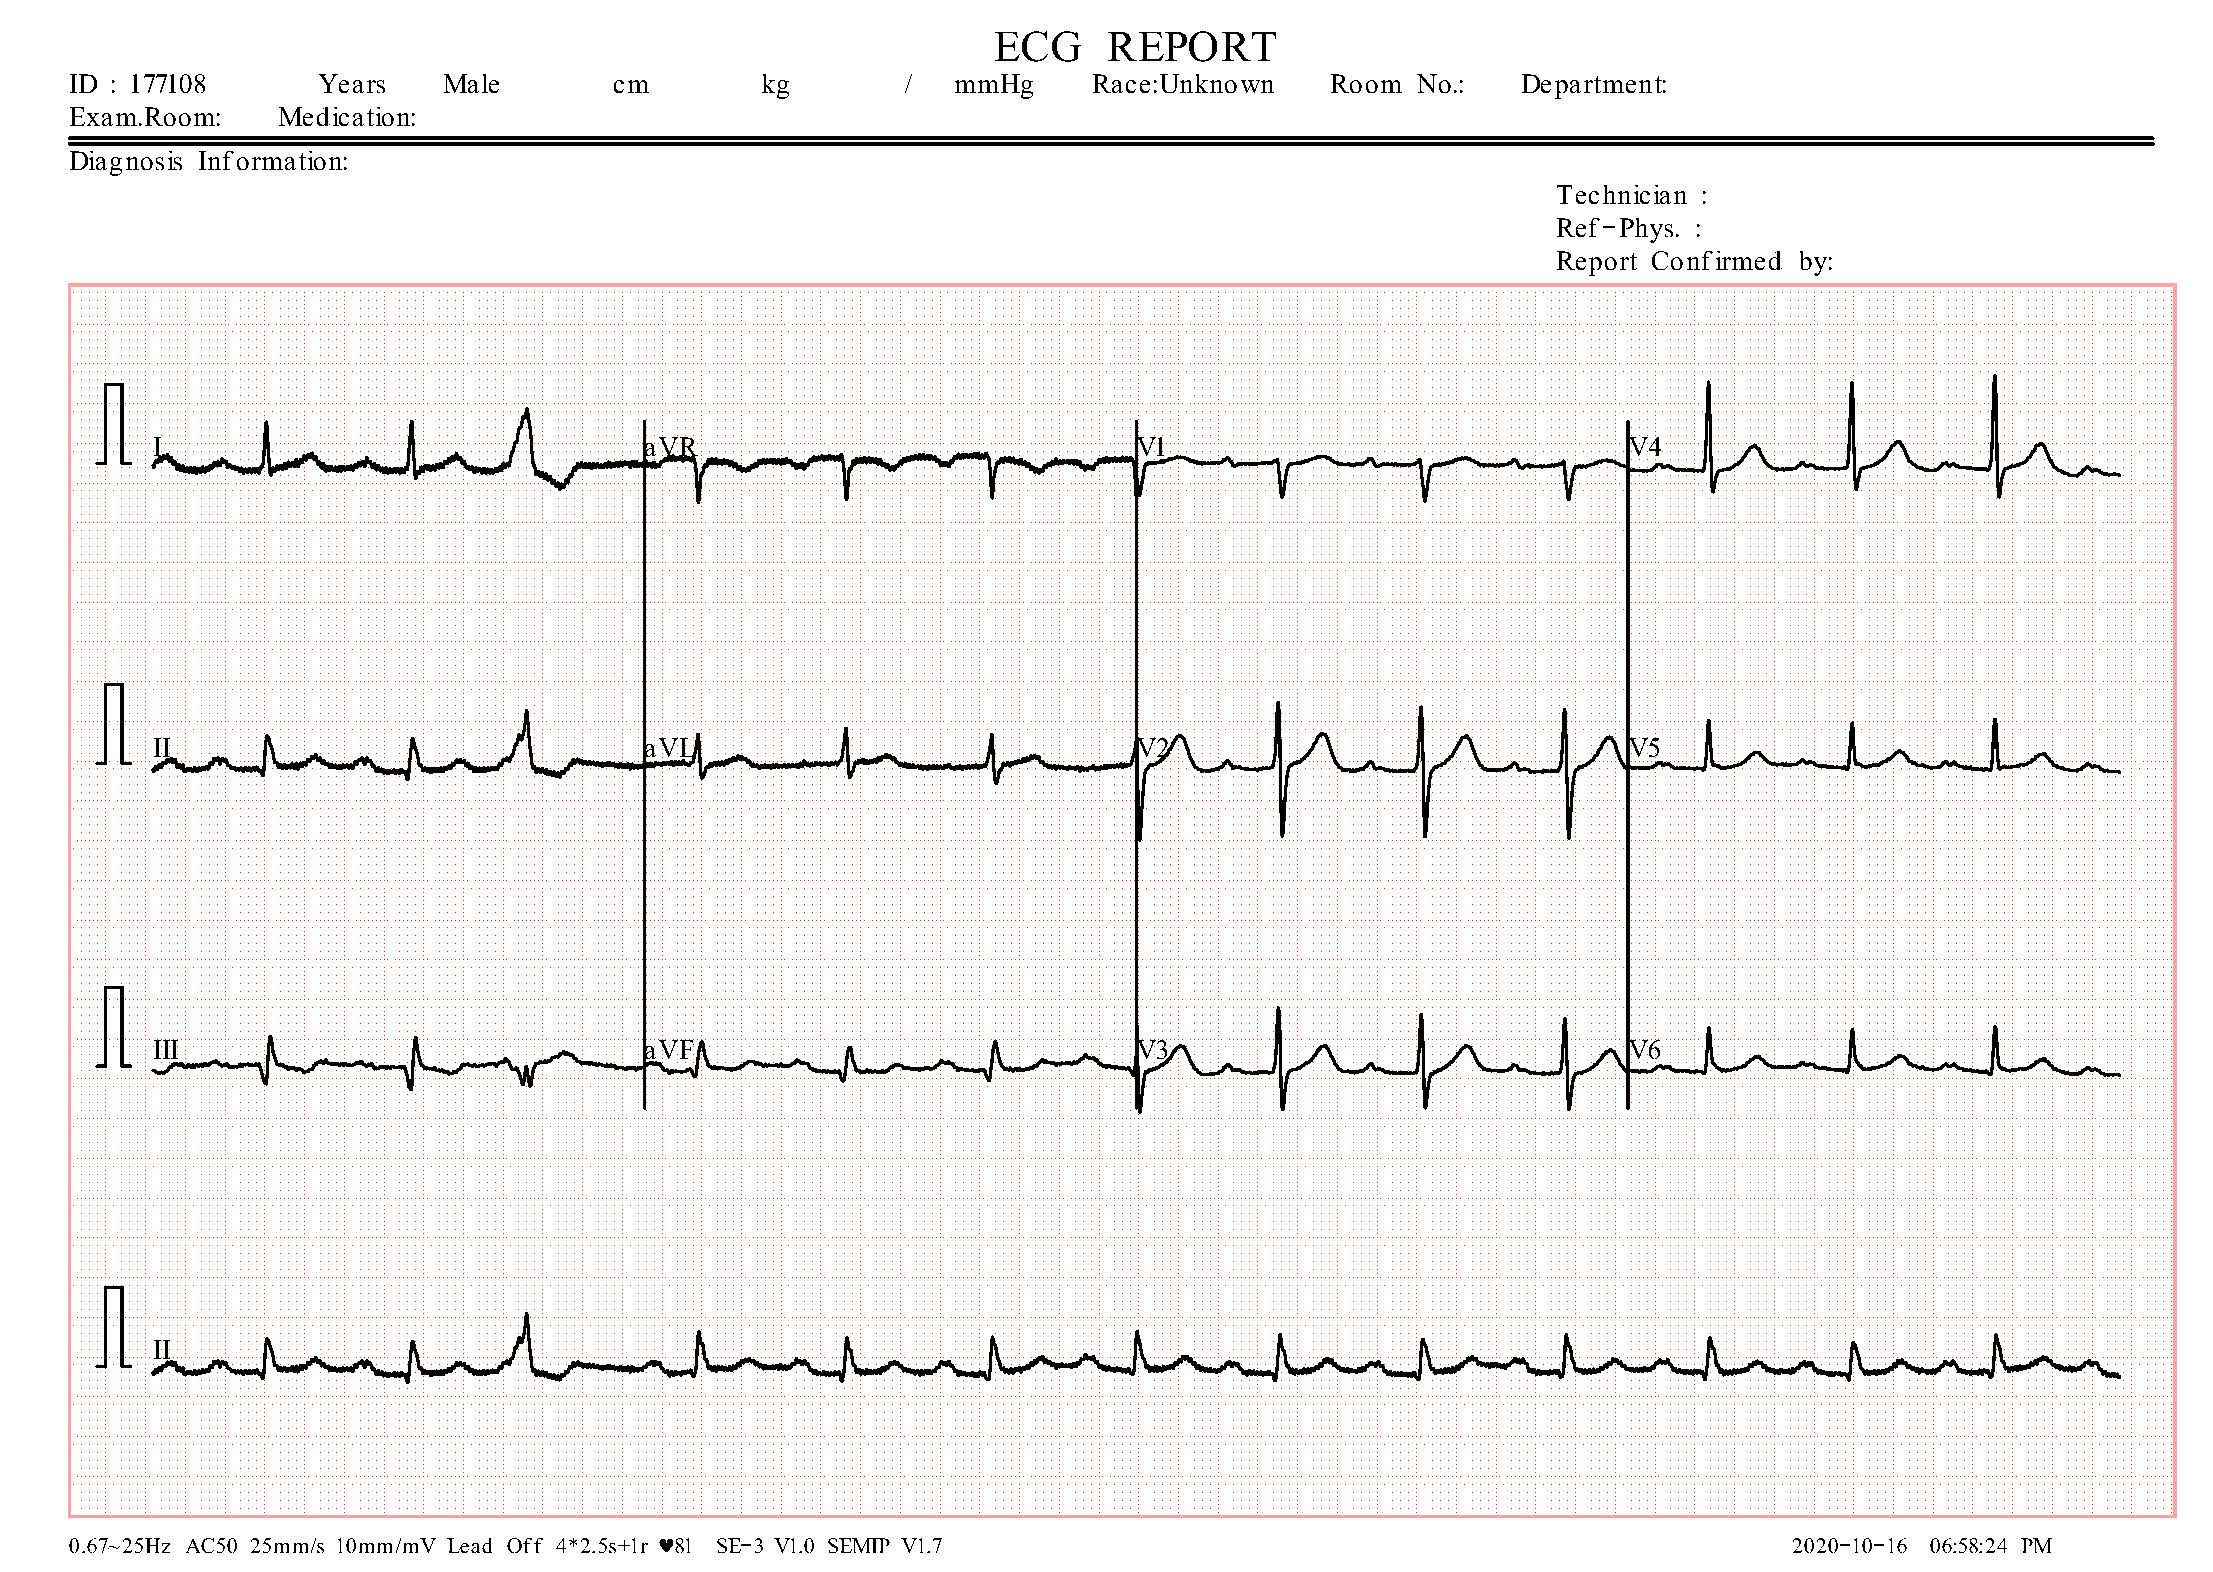 ECG REPORT
ID : 177108 Years Male cm kg / mmHg Race:Unknown Room No.: Department:
Exam.Room: Medication:
Diagnosis Information:
Technician :
Ref-Phys. :
Report Confirmed by:
I aVR V1 V4
II aVL V2 V5
III aVF V3 V6
II
0.67~25Hz AC50 25mm/s 10mm/mV Lead Off 4*2.5s+1r ♥81 SE-3 V1.0 SEMIP V1.7 2020-10-16 06:58:24 PM